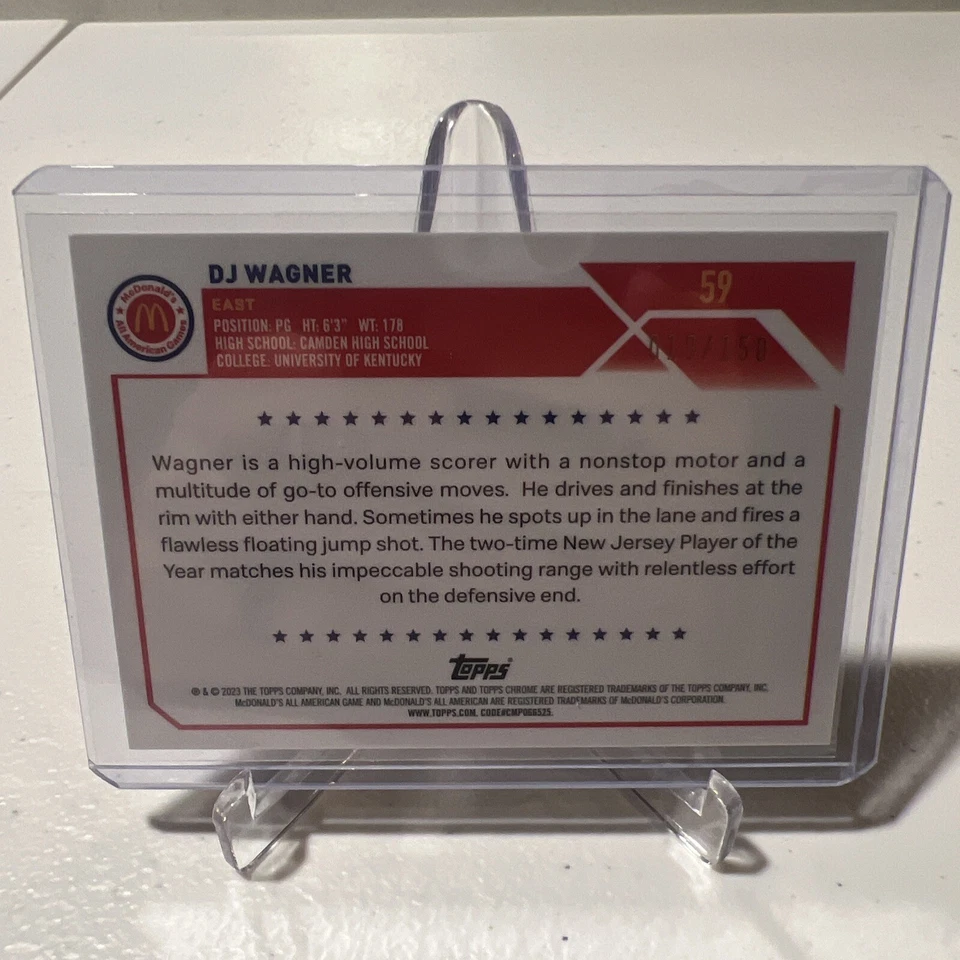 DJ WAGNER
59
McDonald's
All American Games
EAST
POSITION: PG HT: 6'3" WT: 178
HIGH SCHOOL: CAMDEN HIGH SCHOOL
COLLEGE: UNIVERSITY OF KENTUCKY
Wagner is a high-volume scorer with a nonstop motor and a
multitude of go-to offensive moves. He drives and finishes at the
rim with either hand. Sometimes he spots up in the lane and fires a
flawless floating jump shot. The two-time New Jersey Player of the
Year matches his impeccable shooting range with relentless effort
on the defensive end.
topps
® & © 2023 THE TOPPS COMPANY, INC. ALL RIGHTS RESERVED. TOPPS AND TOPPS CHROME ARE REGISTERED TRADEMARKS OF THE TOPPS COMPANY, INC.
McDONALD'S ALL AMERICAN GAME AND McDONALD'S ALL AMERICAN ARE REGISTERED TRADEMARKS OF McDONALD'S CORPORATION.
WWW.TOPPS.COM. CODE#CMP066525.